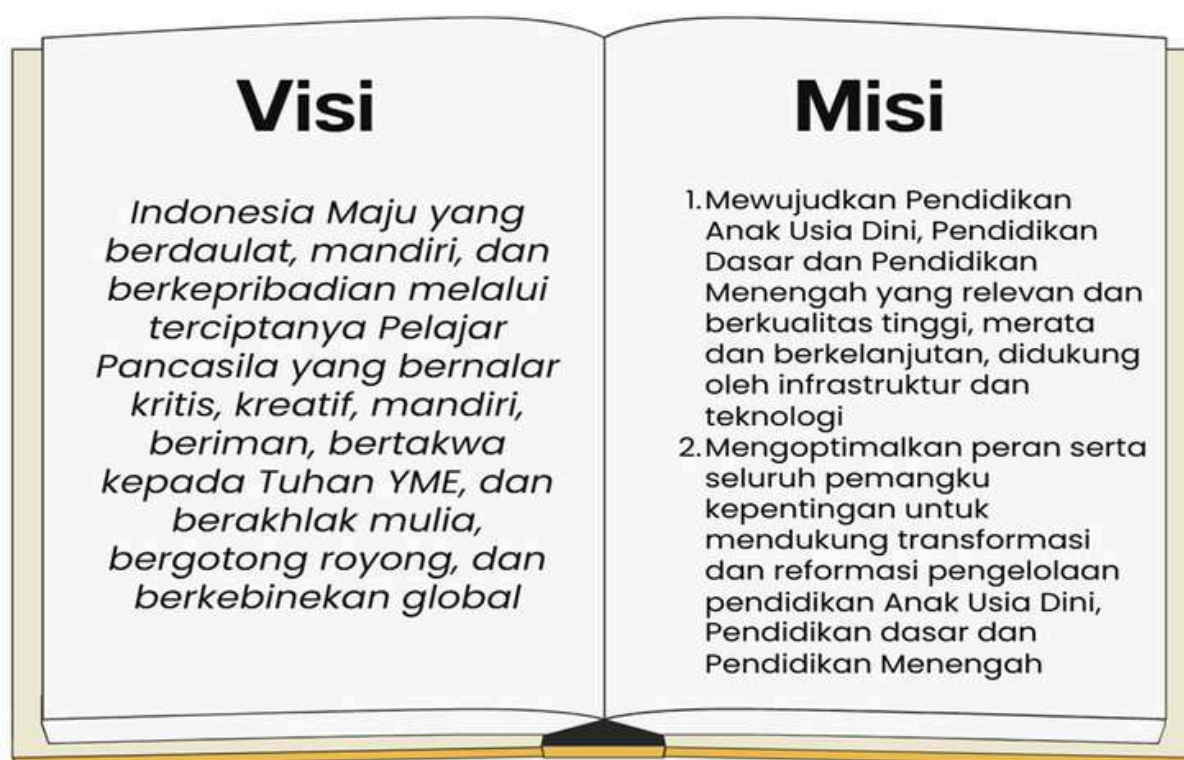 Visi
Indonesia Maju yang
berdaulat, mandiri, dan
berkepribadian melalui
terciptanya Pelajar
Pancasila yang bernalar
kritis, kreatif, mandiri,
beriman, bertakwa
kepada Tuhan YME, dan
berakhlak mulia,
bergotong royong, dan
berkebinekan global
Misi
1. Mewujudkan Pendidikan
Anak Usia Dini, Pendidikan
Dasar dan Pendidikan
Menengah yang relevan dan
berkualitas tinggi, merata
dan berkelanjutan, didukung
oleh infrastruktur dan
teknologi
2. Mengoptimalkan peran serta
seluruh pemangku
kepentingan untuk
mendukung transformasi
dan reformasi pengelolaan
pendidikan Anak Usia Dini,
Pendidikan dasar dan
Pendidikan Menengah